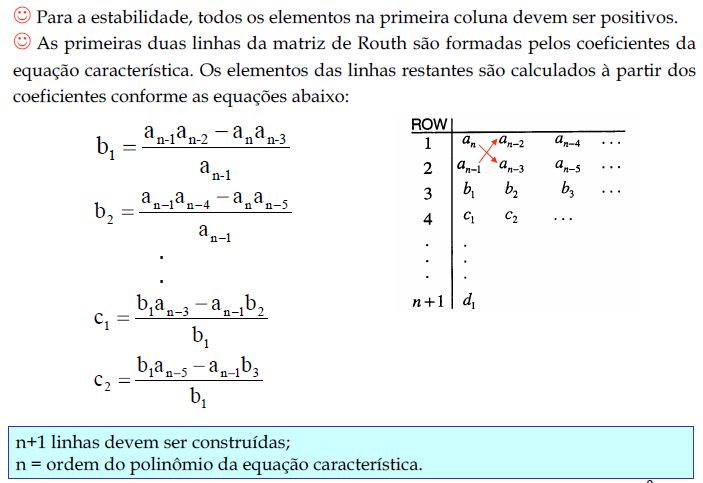 ☺ Para a estabilidade, todos os elementos na primeira coluna devem ser positivos.
☺ As primeiras duas linhas da matriz de Routh são formadas pelos coeficientes da
equação característica. Os elementos das linhas restantes são calculados à partir dos
coeficientes conforme as equações abaixo:
b₁ = (aₙ₋₁aₙ₋₂ − aₙaₙ₋₃) / aₙ₋₁
b₂ = (aₙ₋₁aₙ₋₄ − aₙaₙ₋₅) / aₙ₋₁
.
.
c₁ = (b₁aₙ₋₃ − aₙ₋₁b₂) / b₁
c₂ = (b₁aₙ₋₅ − aₙ₋₁b₃) / b₁
ROW
1 aₙ aₙ₋₂ aₙ₋₄ ...
2 aₙ₋₁ aₙ₋₃ aₙ₋₅ ...
3 b₁ b₂ b₃ ...
4 c₁ c₂ ...
. .
. .
. .
n+1 d₁
n+1 linhas devem ser construídas;
n = ordem do polinômio da equação característica.